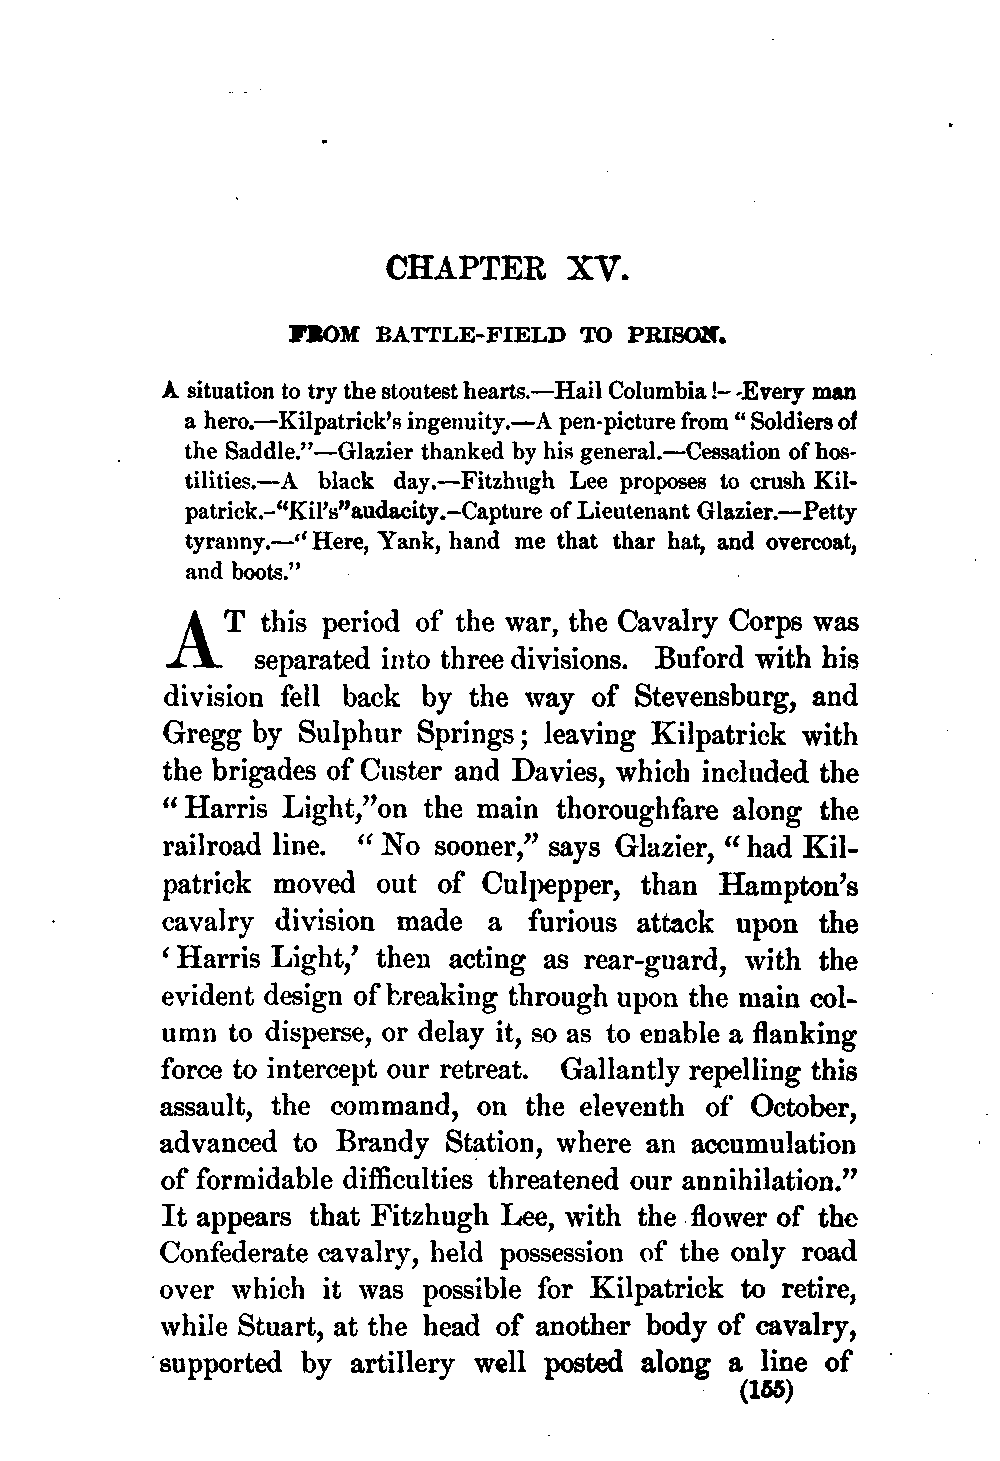 CHAPTER XV.
FROM BATTLE-FIELD TO PRISON.
A situation to try the stoutest hearts.—Hail Columbia!—Every man
a hero.—Kilpatrick's ingenuity.—A pen-picture from "Soldiers of
the Saddle."—Glazier thanked by his general.—Cessation of hos-
tilities.—A black day.—Fitzhugh Lee proposes to crush Kil-
patrick.—"Kil's" audacity.—Capture of Lieutenant Glazier.—Petty
tyranny.—"Here, Yank, hand me that thar hat, and overcoat,
and boots."
AT this period of the war, the Cavalry Corps was
separated into three divisions. Buford with his
division fell back by the way of Stevensburg, and
Gregg by Sulphur Springs; leaving Kilpatrick with
the brigades of Custer and Davies, which included the
"Harris Light," on the main thoroughfare along the
railroad line. "No sooner," says Glazier, "had Kil-
patrick moved out of Culpepper, than Hampton's
cavalry division made a furious attack upon the
'Harris Light,' then acting as rear-guard, with the
evident design of breaking through upon the main col-
umn to disperse, or delay it, so as to enable a flanking
force to intercept our retreat. Gallantly repelling this
assault, the command, on the eleventh of October,
advanced to Brandy Station, where an accumulation
of formidable difficulties threatened our annihilation."
It appears that Fitzhugh Lee, with the flower of the
Confederate cavalry, held possession of the only road
over which it was possible for Kilpatrick to retire,
while Stuart, at the head of another body of cavalry,
supported by artillery well posted along a line of
(155)